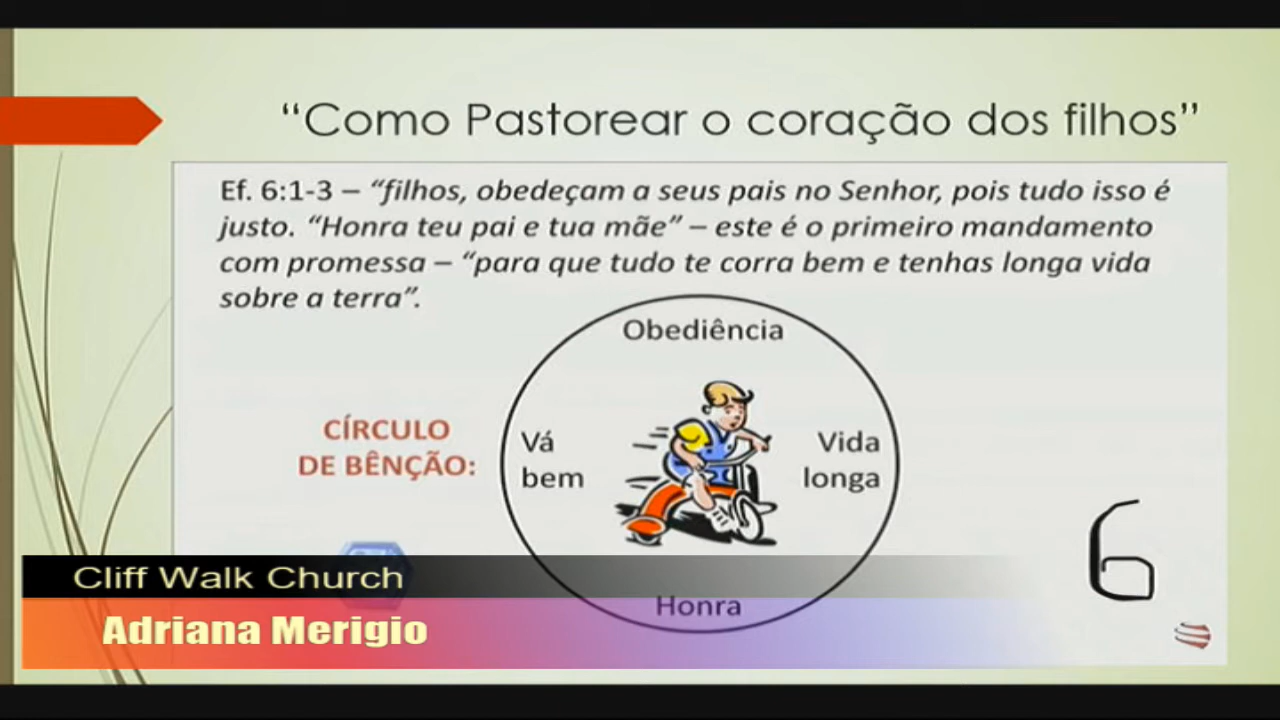 “Como Pastorear o coração dos filhos”
Ef. 6:1-3 – “filhos, obedeçam a seus pais no Senhor, pois tudo isso é
justo. “Honra teu pai e tua mãe” – este é o primeiro mandamento
com promessa – “para que tudo te corra bem e tenhas longa vida
sobre a terra”.
Obediência
CÍRCULO
DE BÊNÇÃO:
Vá
bem
Vida
longa
6
Honra
Cliff Walk Church
Adriana Merigio